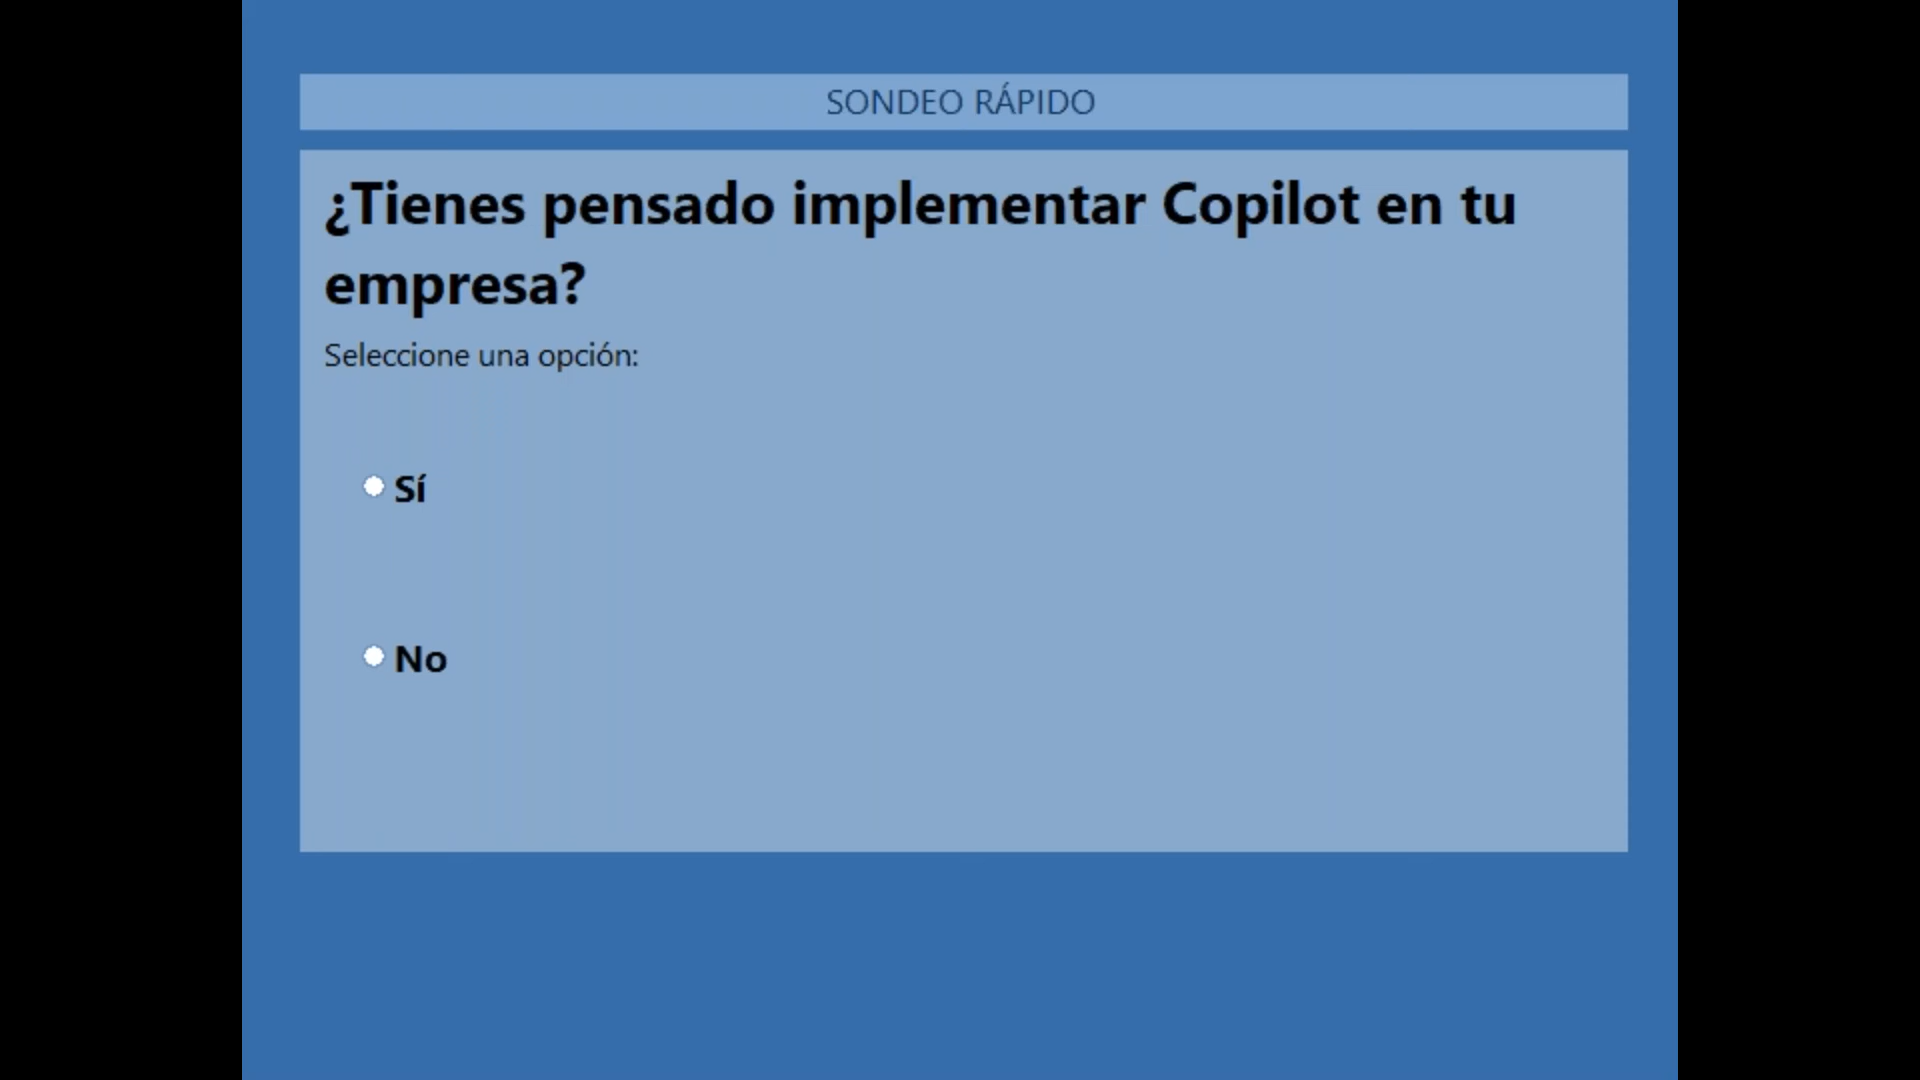 SONDEO RÁPIDO
¿Tienes pensado implementar Copilot en tu
empresa?
Seleccione una opción:
Sí
No